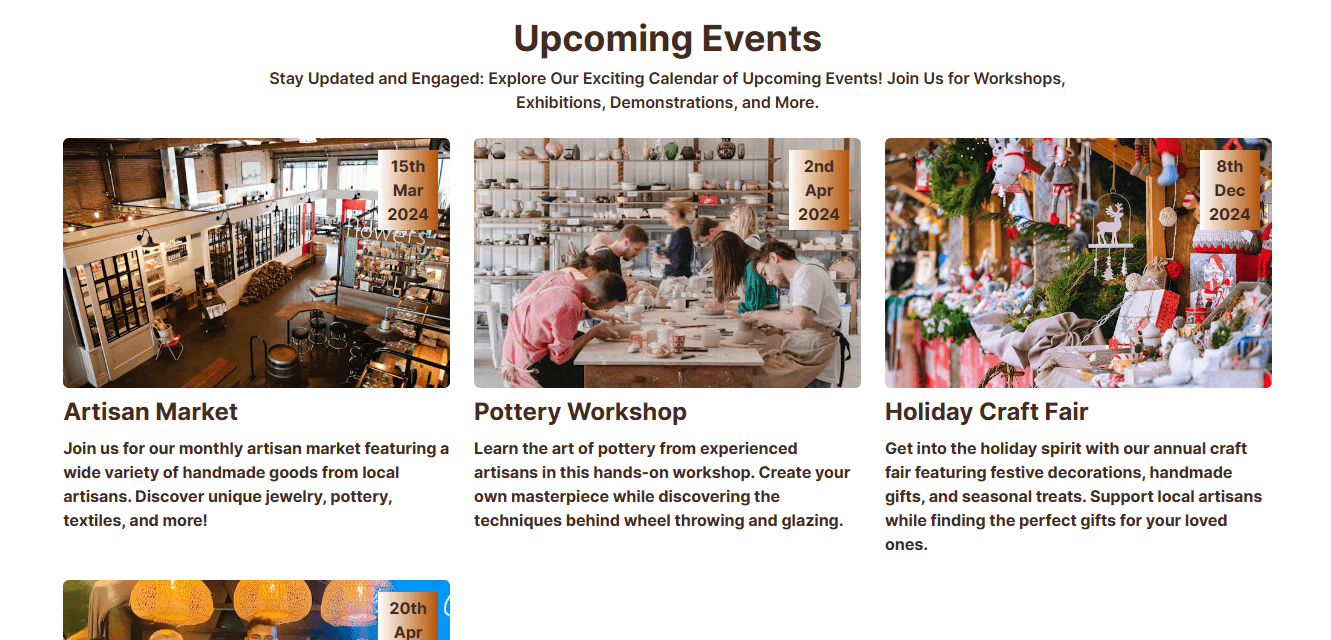 Upcoming Events
Stay Updated and Engaged: Explore Our Exciting Calendar of Upcoming Events! Join Us for Workshops,
Exhibitions, Demonstrations, and More.
15th
Mar
2024
flowers
2nd
Apr
2024
8th
Dec
2024
Artisan Market
Join us for our monthly artisan market featuring a
wide variety of handmade goods from local
artisans. Discover unique jewelry, pottery,
textiles, and more!
Pottery Workshop
Learn the art of pottery from experienced
artisans in this hands-on workshop. Create your
own masterpiece while discovering the
techniques behind wheel throwing and glazing.
Holiday Craft Fair
Get into the holiday spirit with our annual craft
fair featuring festive decorations, handmade
gifts, and seasonal treats. Support local artisans
while finding the perfect gifts for your loved
ones.
20th
Apr